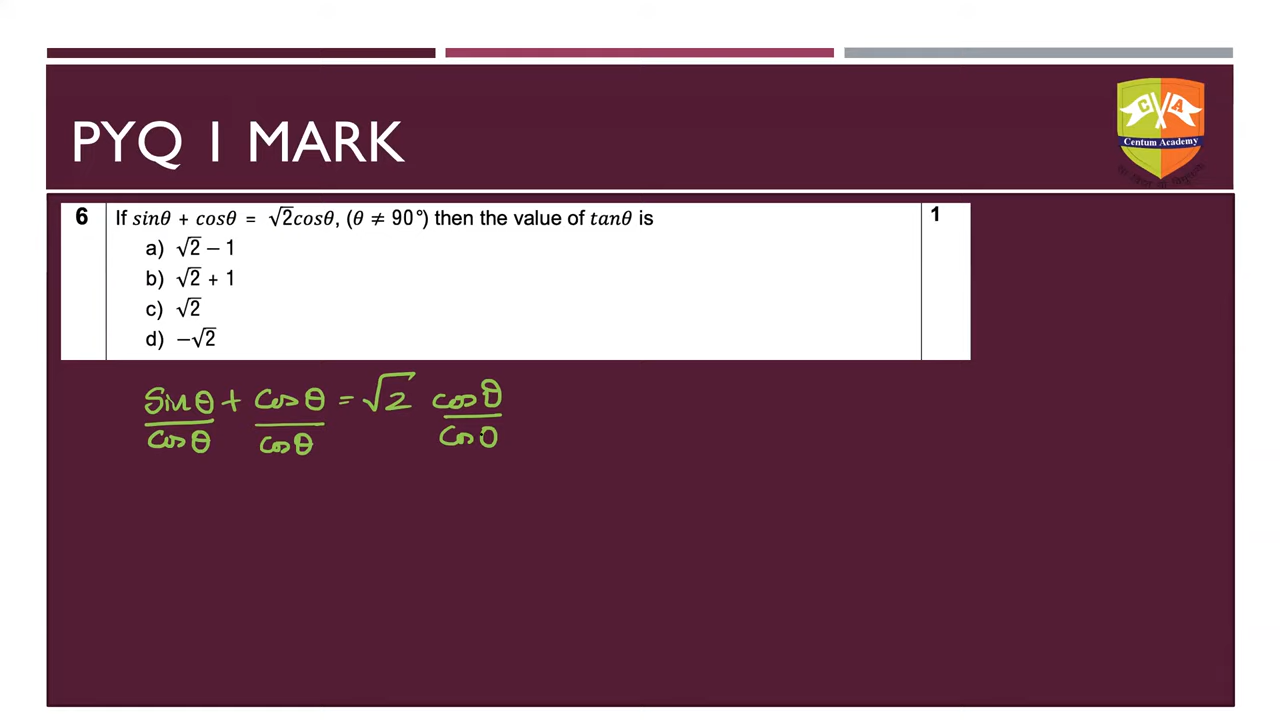 PYQ 1 MARK
C A
Centum Academy
6 If sinθ + cosθ = √2cosθ, (θ ≠ 90°) then the value of tanθ is 1
a) √2 − 1
b) √2 + 1
c) √2
d) −√2
Sinθ + Cosθ = √2 cosθ
Cosθ Cosθ Cosθ